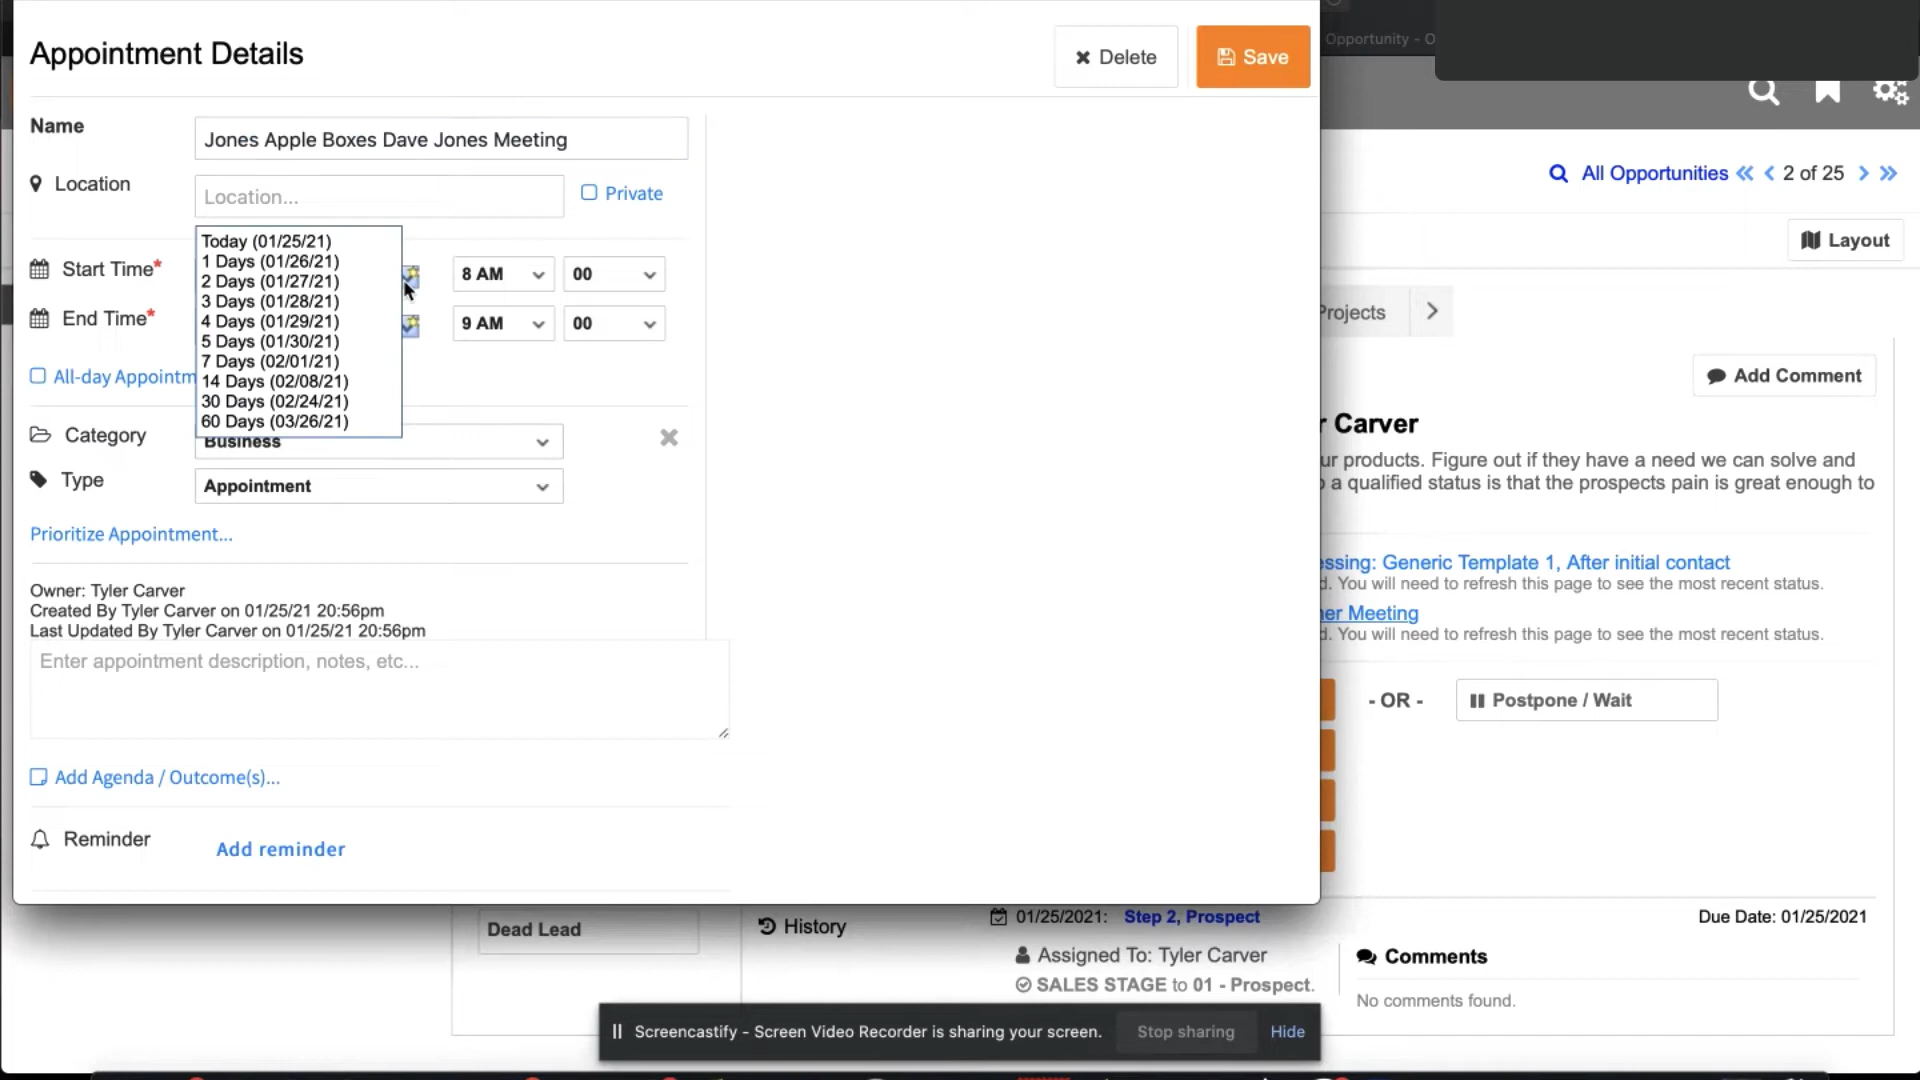 Appointment Details
Delete
Save
Opportunity - O
Name
Jones Apple Boxes Dave Jones Meeting
Location
Location...
Private
All Opportunities
2 of 25
Layout
Today (01/25/21)
1 Days (01/26/21)
2 Days (01/27/21)
3 Days (01/28/21)
4 Days (01/29/21)
5 Days (01/30/21)
7 Days (02/01/21)
14 Days (02/08/21)
30 Days (02/24/21)
60 Days (03/26/21)
Start Time*
8 AM
00
End Time*
9 AM
00
Projects
All-day Appointm
Add Comment
Category
Business
r Carver
Type
Appointment
ur products. Figure out if they have a need we can solve and
a qualified status is that the prospects pain is great enough to
Prioritize Appointment...
Owner: Tyler Carver
Created By Tyler Carver on 01/25/21 20:56pm
Last Updated By Tyler Carver on 01/25/21 20:56pm
essing: Generic Template 1, After initial contact
d. You will need to refresh this page to see the most recent status.
ner Meeting
d. You will need to refresh this page to see the most recent status.
Enter appointment description, notes, etc...
- OR -
Postpone / Wait
Add Agenda / Outcome(s)...
Reminder
Add reminder
Dead Lead
History
01/25/2021:
Step 2, Prospect
Due Date: 01/25/2021
Assigned To: Tyler Carver
SALES STAGE to 01 - Prospect.
Comments
No comments found.
Screencastify - Screen Video Recorder is sharing your screen.
Stop sharing
Hide